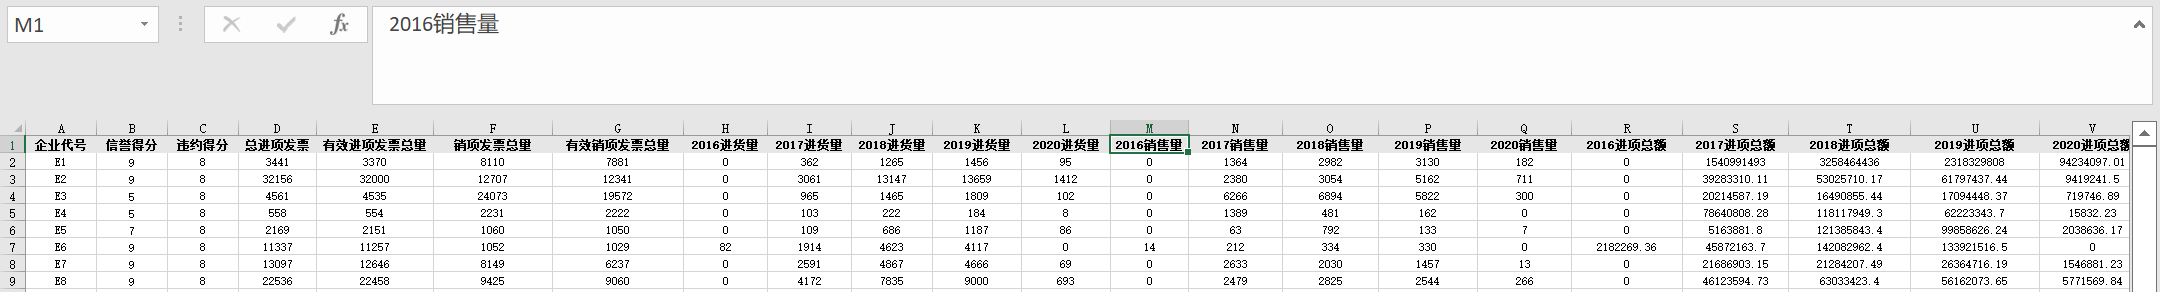 M1 fx 2016销售量
A B C D E F G H I J K L M N O P Q R S T U V
1 企业代号 信誉得分 违约得分 总进项发票 有效进项发票总量 销项发票总量 有效销项发票总量 2016进货量 2017进货量 2018进货量 2019进货量 2020进货量 2016销售量 2017销售量 2018销售量 2019销售量 2020销售量 2016进项总额 2017进项总额 2018进项总额 2019进项总额 2020进项总额
2 E1 9 8 3441 3370 8110 7881 0 362 1265 1456 95 0 1364 2982 3130 182 0 1540991493 3258464436 2318329808 94234097.01
3 E2 9 8 32156 32000 12707 12341 0 3061 13147 13659 1412 0 2380 3054 5162 711 0 39283310.11 53025710.17 61797437.44 9419241.5
4 E3 5 8 4561 4535 24073 19572 0 965 1465 1809 102 0 6266 6894 5822 300 0 20214587.19 16490855.44 17094448.37 719746.89
5 E4 5 8 558 554 2231 2222 0 103 222 184 8 0 1389 481 162 0 0 78640808.28 118117949.3 62223343.7 15832.23
6 E5 7 8 2169 2151 1060 1050 0 109 686 1187 86 0 63 792 133 7 0 5163881.8 121385843.4 99858626.24 2038636.17
7 E6 9 8 11337 11257 1052 1029 82 1914 4623 4117 0 14 212 334 330 0 2182269.36 45872163.7 142082962.4 133921516.5 0
8 E7 9 8 13097 12646 8149 6237 0 2591 4867 4666 69 0 2633 2030 1457 13 0 21686903.15 21284207.49 26364716.19 1546881.23
9 E8 9 8 22536 22458 9425 9060 0 4172 7835 9000 693 0 2479 2825 2544 266 0 46123594.73 63033423.4 56162073.65 5771569.84